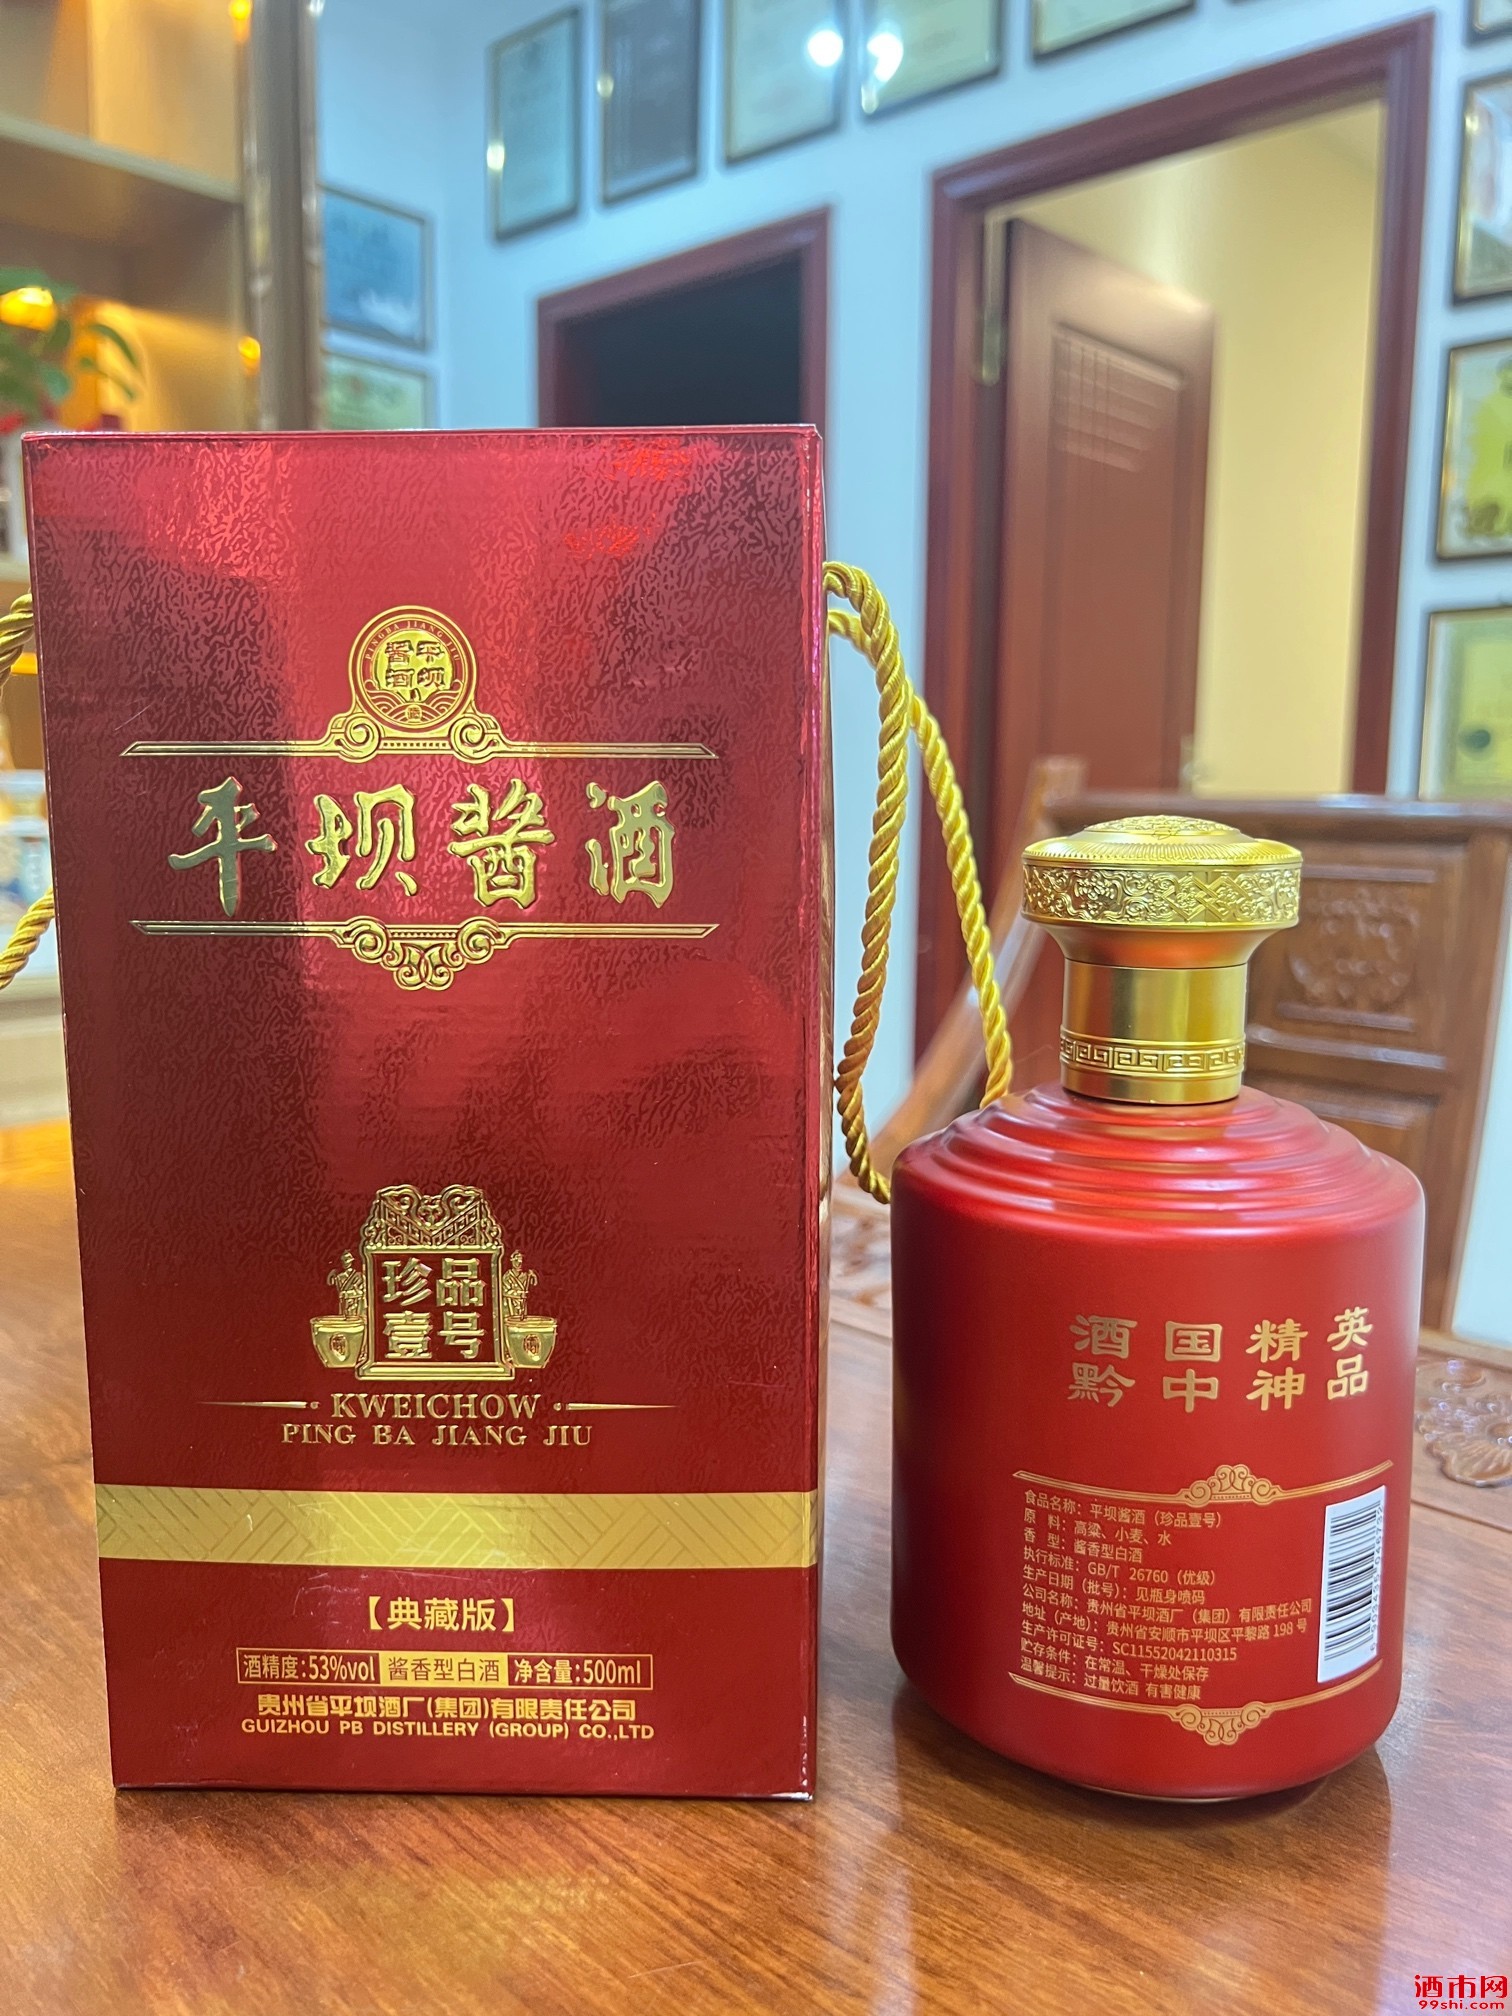 PINGBA JIANG JIU
平坝
酱酒
平坝酱酒
珍品
壹号
KWEICHOW
PING BA JIANG JIU
【典藏版】
酒精度:53%vol 酱香型白酒 净含量:500ml
贵州省平坝酒厂(集团)有限责任公司
GUIZHOU PB DISTILLERY (GROUP) CO.,LTD
酒国精英
黔中神品
食品名称：平坝酱酒（珍品壹号）
原 料：高粱、小麦、水
香 型：酱香型白酒
执行标准：GB/T 26760（优级）
生产日期（批号）：见瓶身喷码
公司名称：贵州省平坝酒厂（集团）有限责任公司
地址（产地）：贵州省安顺市平坝区平黎路 198 号
生产许可证号：SC11552042110315
贮存条件：在常温、干燥处保存
温馨提示：过量饮酒 有害健康
酒市网
99shi.com